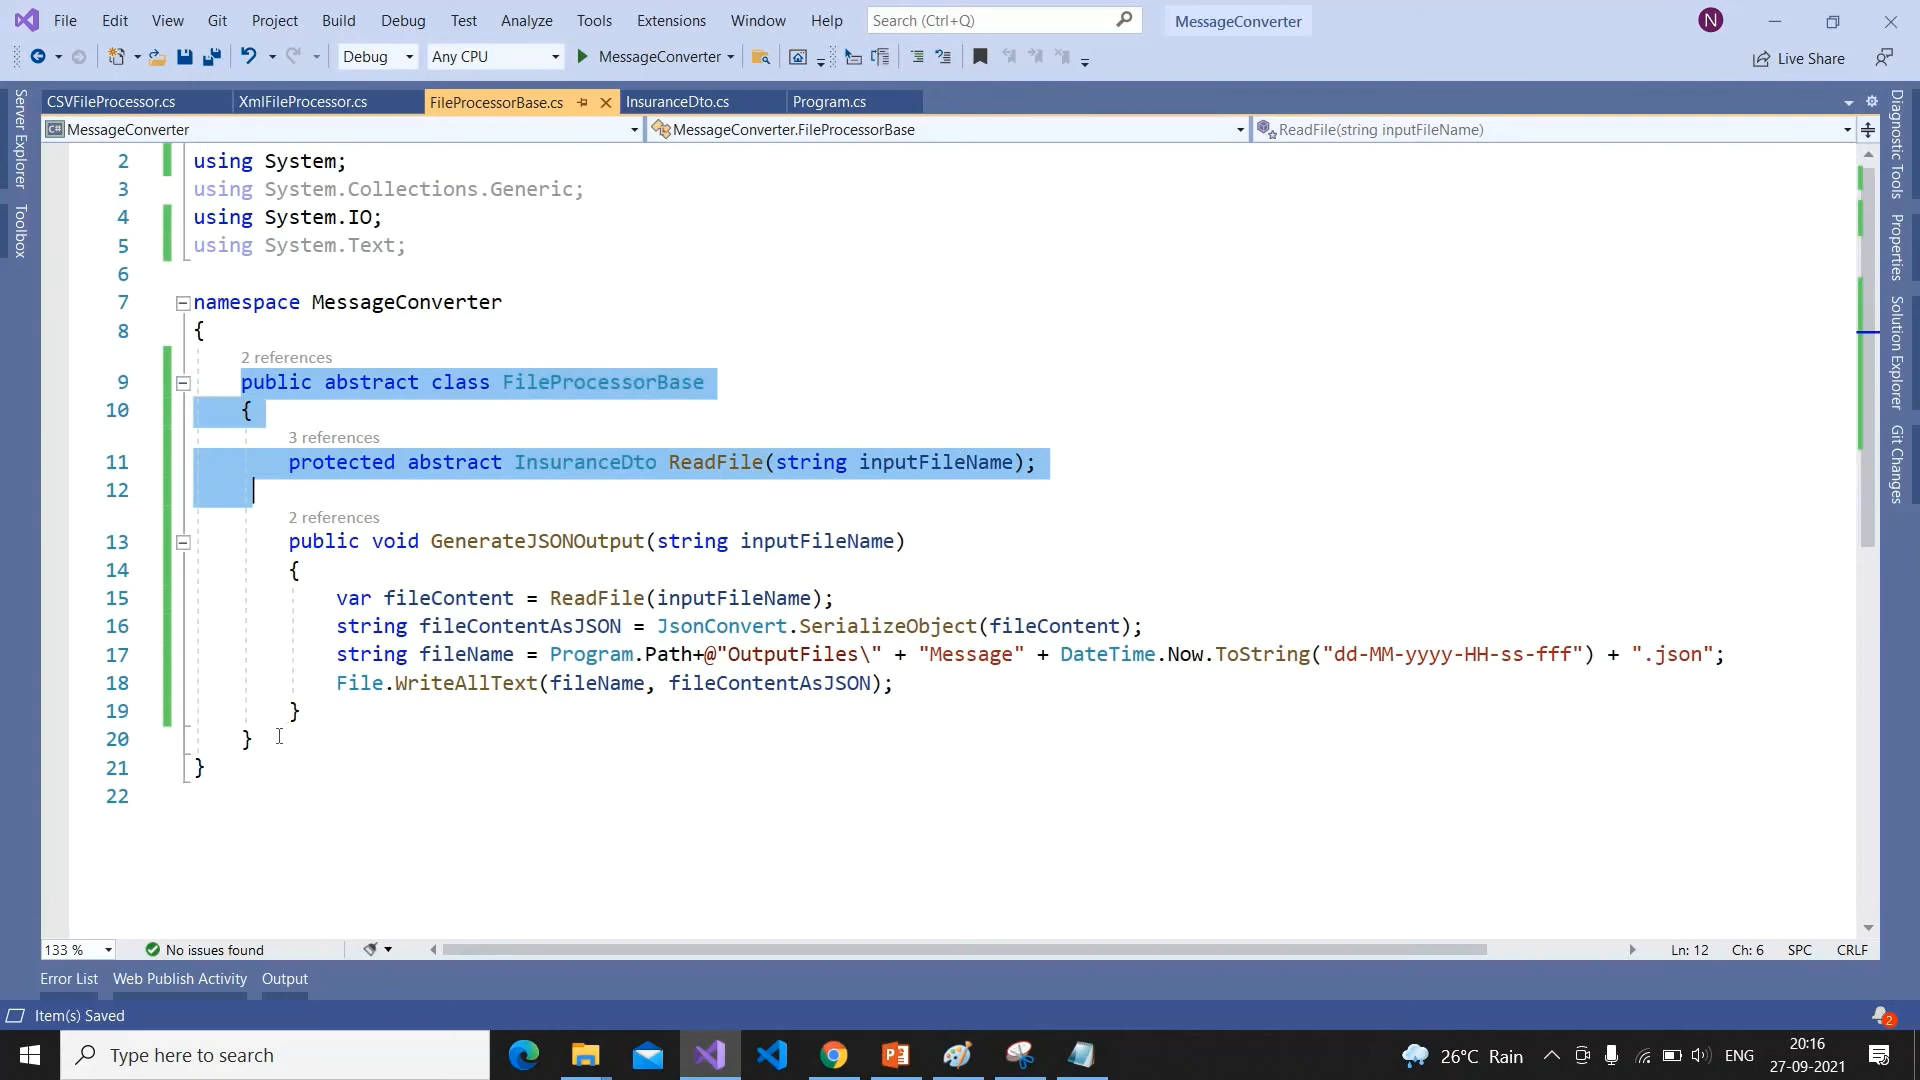 File Edit View Git Project Build Debug Test Analyze Tools Extensions Window Help Search (Ctrl+Q) MessageConverter N
Debug Any CPU MessageConverter Live Share
CSVFileProcessor.cs XmlFileProcessor.cs FileProcessorBase.cs InsuranceDto.cs Program.cs
C# MessageConverter MessageConverter.FileProcessorBase ReadFile(string inputFileName)
Server Explorer
Toolbox
Diagnostic Tools
Properties
Solution Explorer
Git Changes
2 using System;
3 using System.Collections.Generic;
4 using System.IO;
5 using System.Text;
6
7 namespace MessageConverter
8 {
2 references
9 public abstract class FileProcessorBase
10 {
3 references
11 protected abstract InsuranceDto ReadFile(string inputFileName);
12
2 references
13 public void GenerateJSONOutput(string inputFileName)
14 {
15 var fileContent = ReadFile(inputFileName);
16 string fileContentAsJSON = JsonConvert.SerializeObject(fileContent);
17 string fileName = Program.Path+@"OutputFiles\" + "Message" + DateTime.Now.ToString("dd-MM-yyyy-HH-ss-fff") + ".json";
18 File.WriteAllText(fileName, fileContentAsJSON);
19 }
20 }
21 }
22
133 % No issues found Ln: 12 Ch: 6 SPC CRLF
Error List Web Publish Activity Output
Item(s) Saved 2
Type here to search 26°C Rain ENG 20:16
27-09-2021